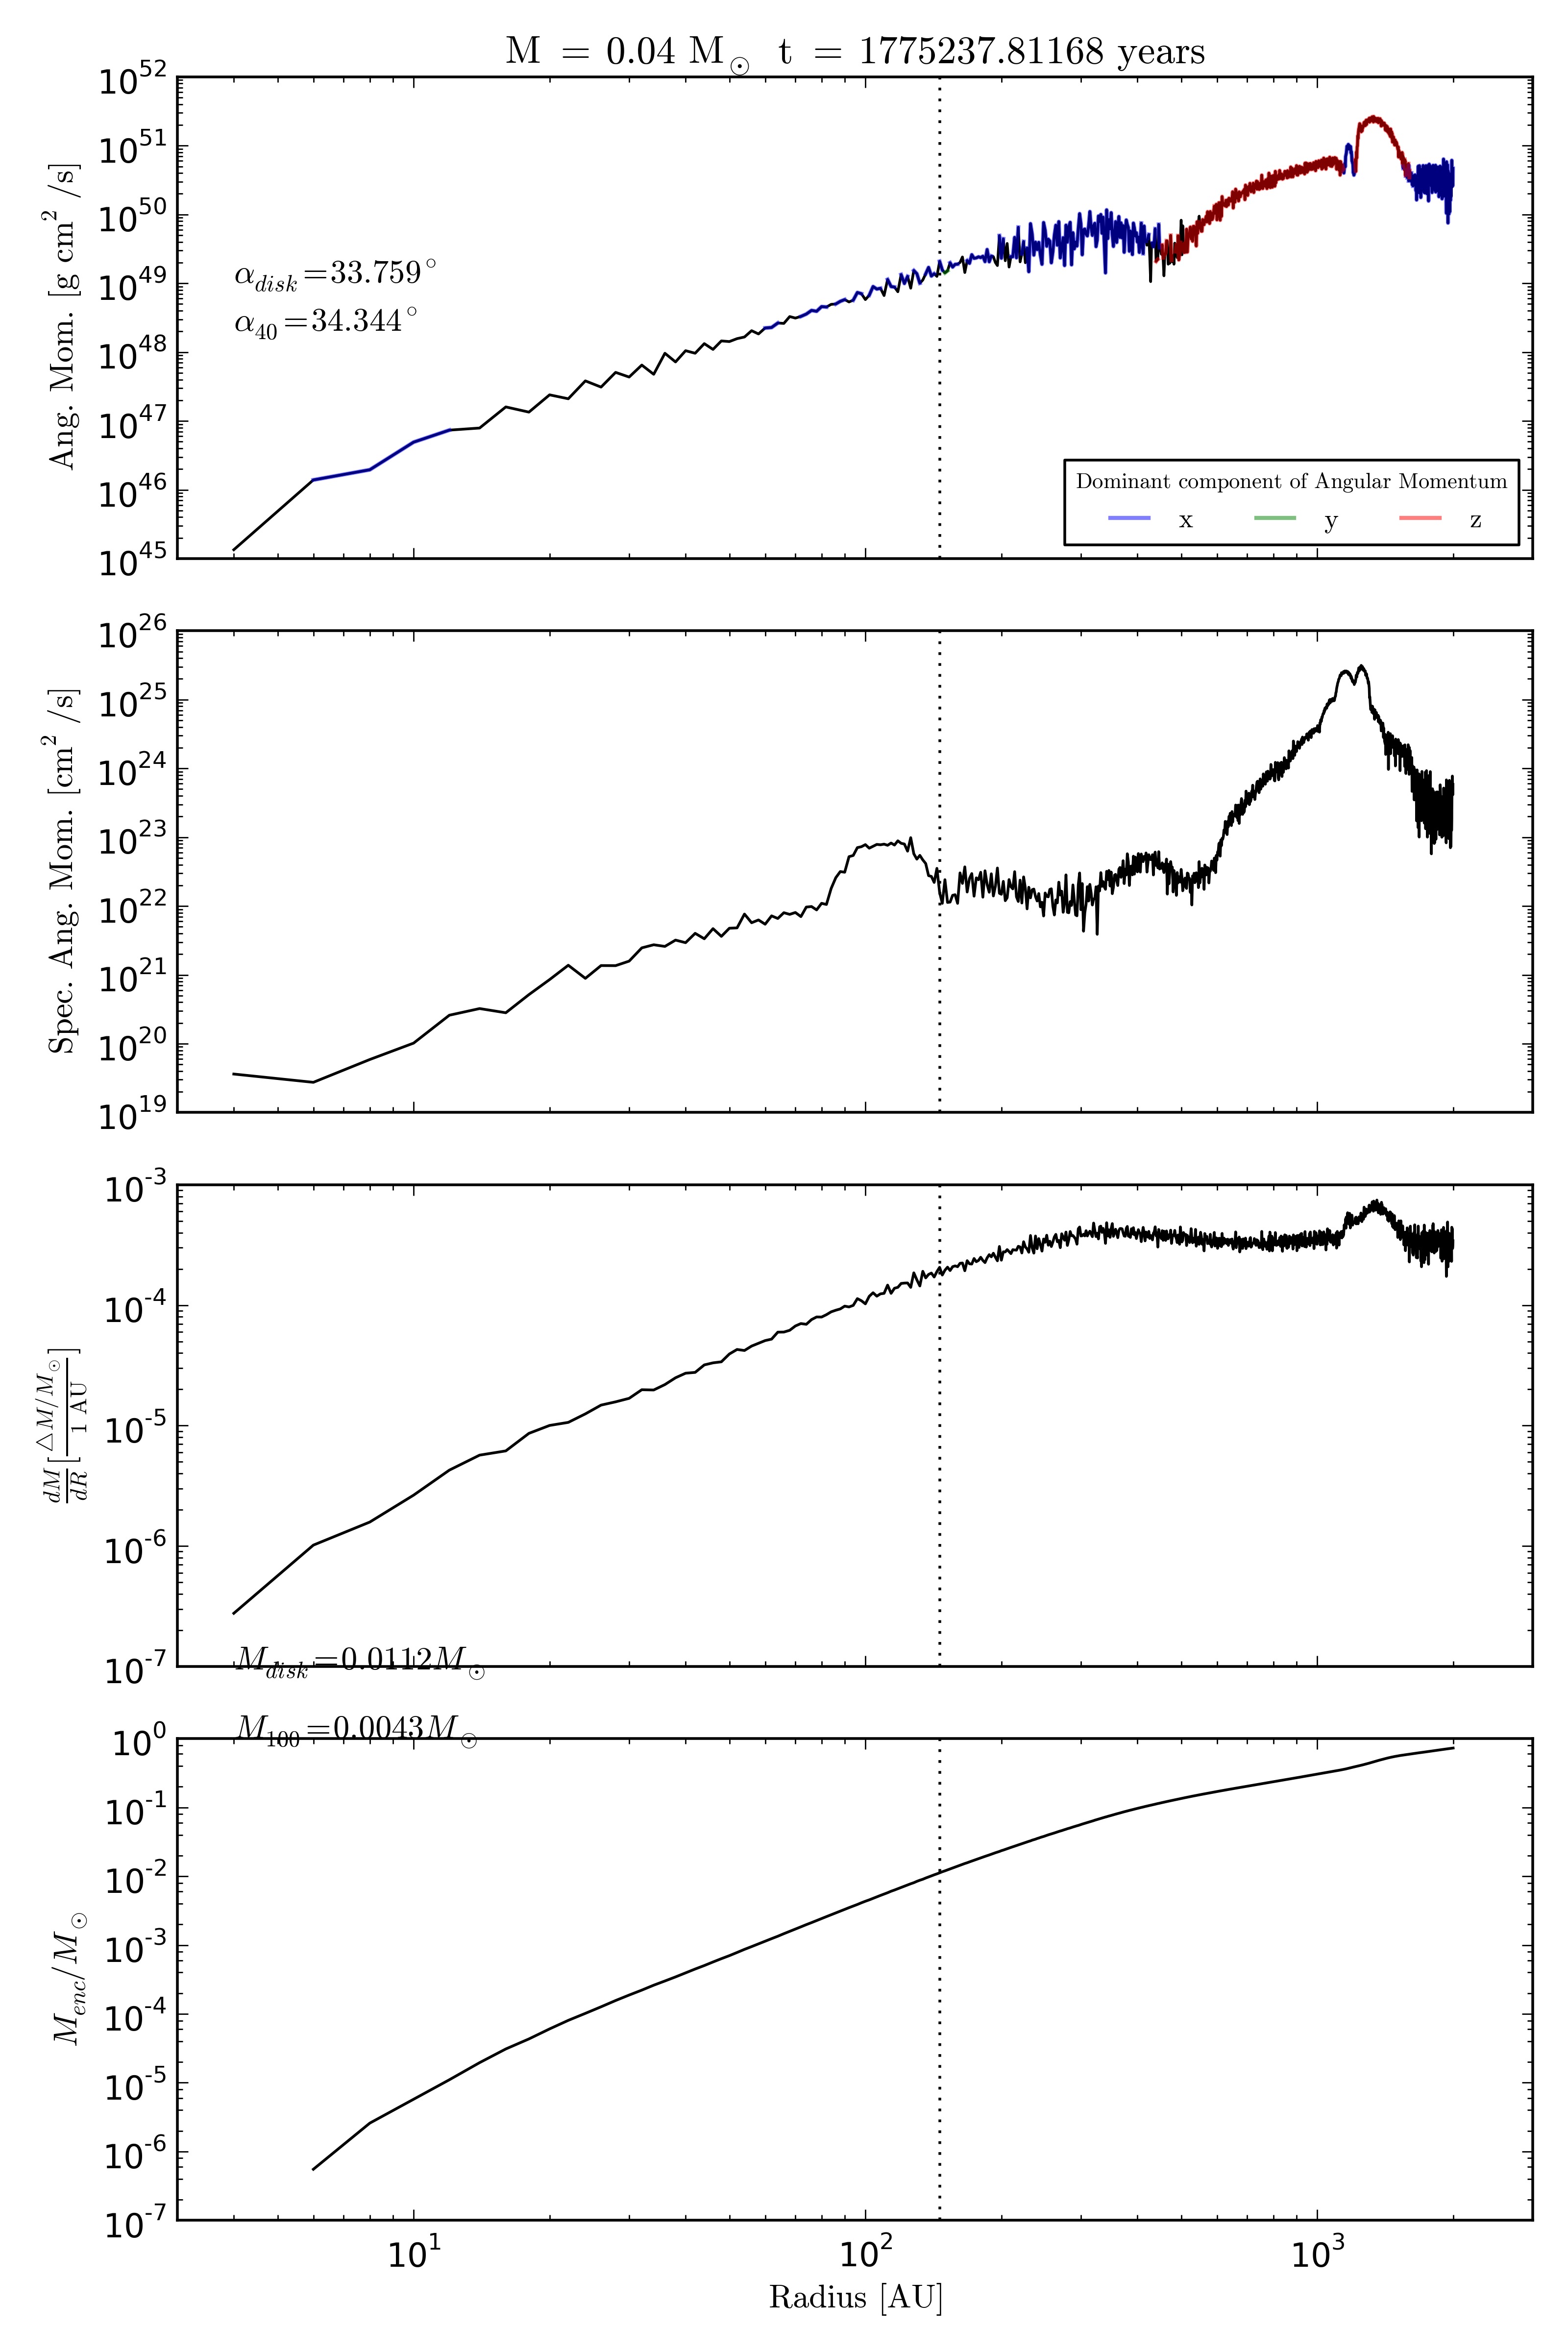 M = 0.04 M⊙ t = 1775237.81168 years
10^52
10^51
10^50
10^49
10^48
10^47
10^46
10^45
Ang. Mom. [g cm^2 /s]
α_disk = 33.759°
α_40 = 34.344°
Dominant component of Angular Momentum
x y z
10^26
10^25
10^24
10^23
10^22
10^21
10^20
10^19
Spec. Ang. Mom. [cm^2 /s]
10^-3
10^-4
10^-5
10^-6
10^-7
dM/dR [△M/M⊙ / 1 AU]
M_disk = 0.0112M⊙
M_100 = 0.0043M⊙
10^0
10^-1
10^-2
10^-3
10^-4
10^-5
10^-6
10^-7
M_enc/M⊙
10^1 10^2 10^3
Radius [AU]